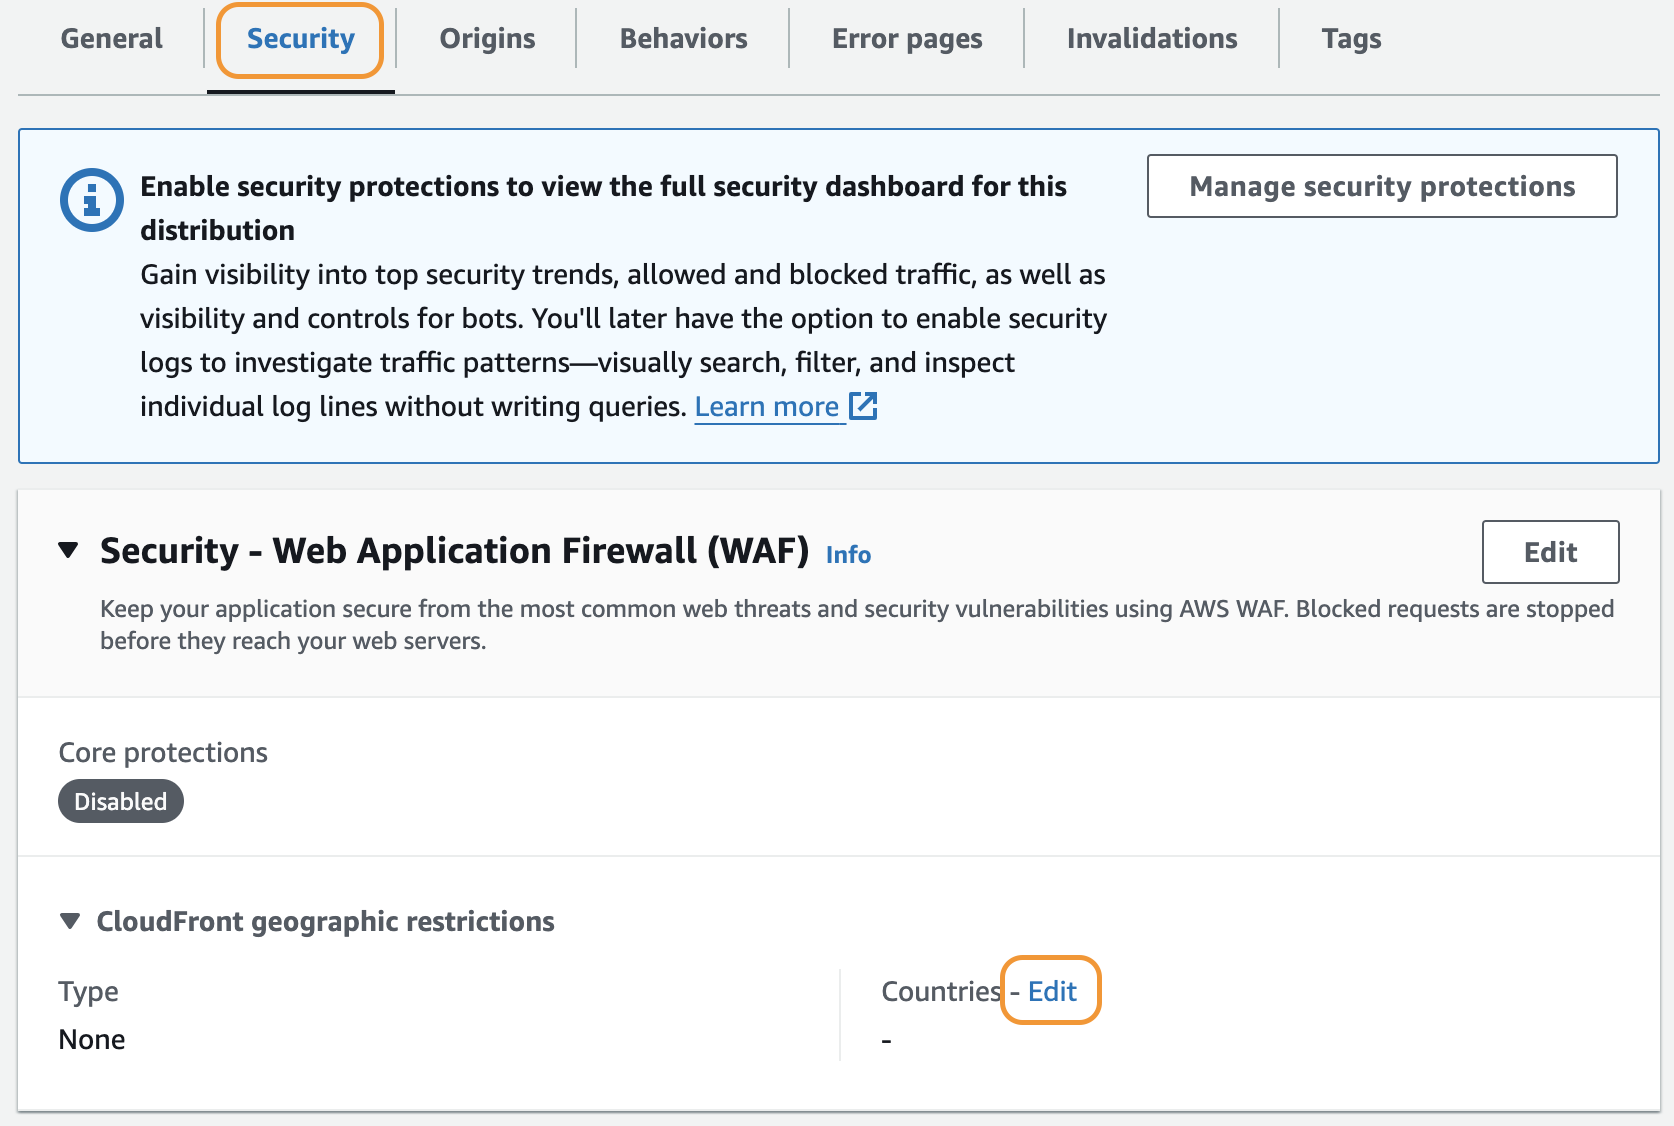 General
Security
Origins
Behaviors
Error pages
Invalidations
Tags
Enable security protections to view the full security dashboard for this
distribution
Manage security protections
Gain visibility into top security trends, allowed and blocked traffic, as well as
visibility and controls for bots. You'll later have the option to enable security
logs to investigate traffic patterns—visually search, filter, and inspect
individual log lines without writing queries. Learn more
Security - Web Application Firewall (WAF) Info
Edit
Keep your application secure from the most common web threats and security vulnerabilities using AWS WAF. Blocked requests are stopped
before they reach your web servers.
Core protections
Disabled
CloudFront geographic restrictions
Type
None
Countries - Edit
-